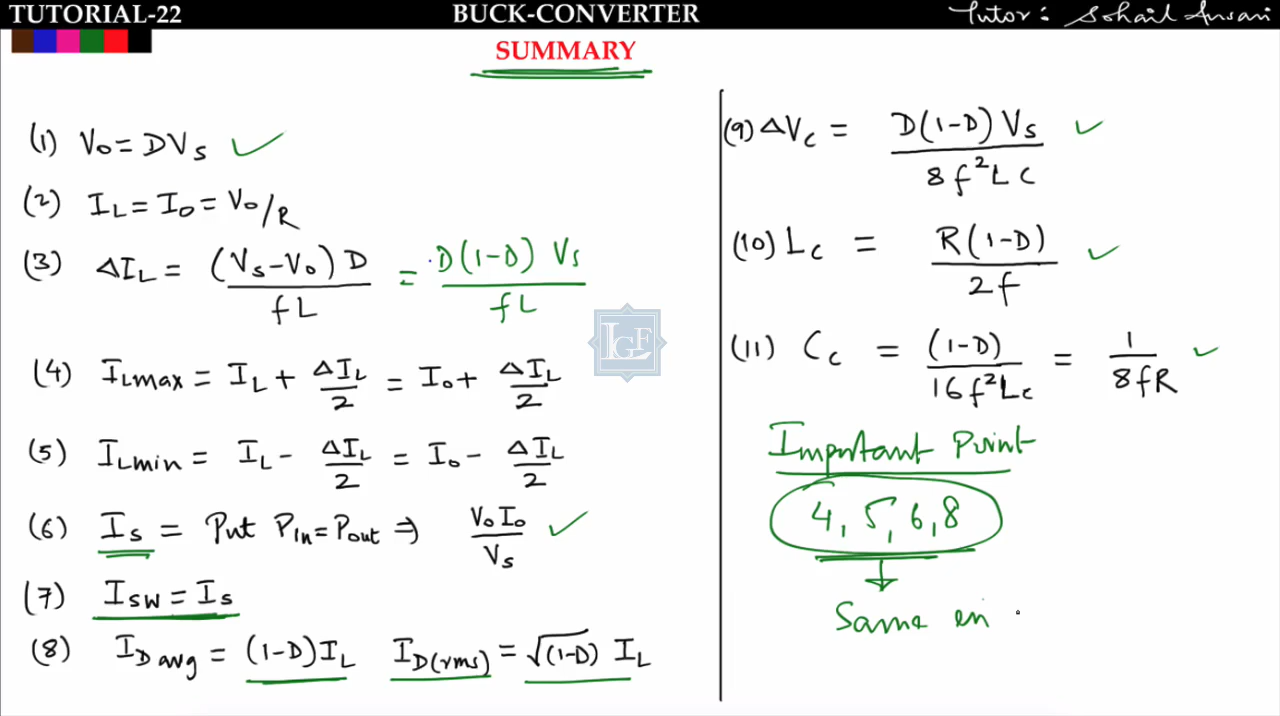 TUTORIAL-22
BUCK-CONVERTER
Tutor: Sohail Ansari
SUMMARY
(1) Vo = DVs ✓
(2) IL = Io = Vo/R
(3) ΔIL = (Vs-Vo)D / fL = D(1-D) Vs / fL
(4) ILmax = IL + ΔIL/2 = Io + ΔIL/2
(5) ILmin = IL - ΔIL/2 = Io - ΔIL/2
(6) Is = Put Pin = Pout ⇒ VoIo / Vs ✓
(7) Isw = Is
(8) ID avg = (1-D)IL ID(rms) = √(1-D) IL
(9) ΔVc = D(1-D) Vs / 8f²LC ✓
(10) Lc = R(1-D) / 2f ✓
(11) Cc = (1-D) / 16f²Lc = 1 / 8fR ✓
Important Point
4, 5, 6, 8
↓
Same in
LGF